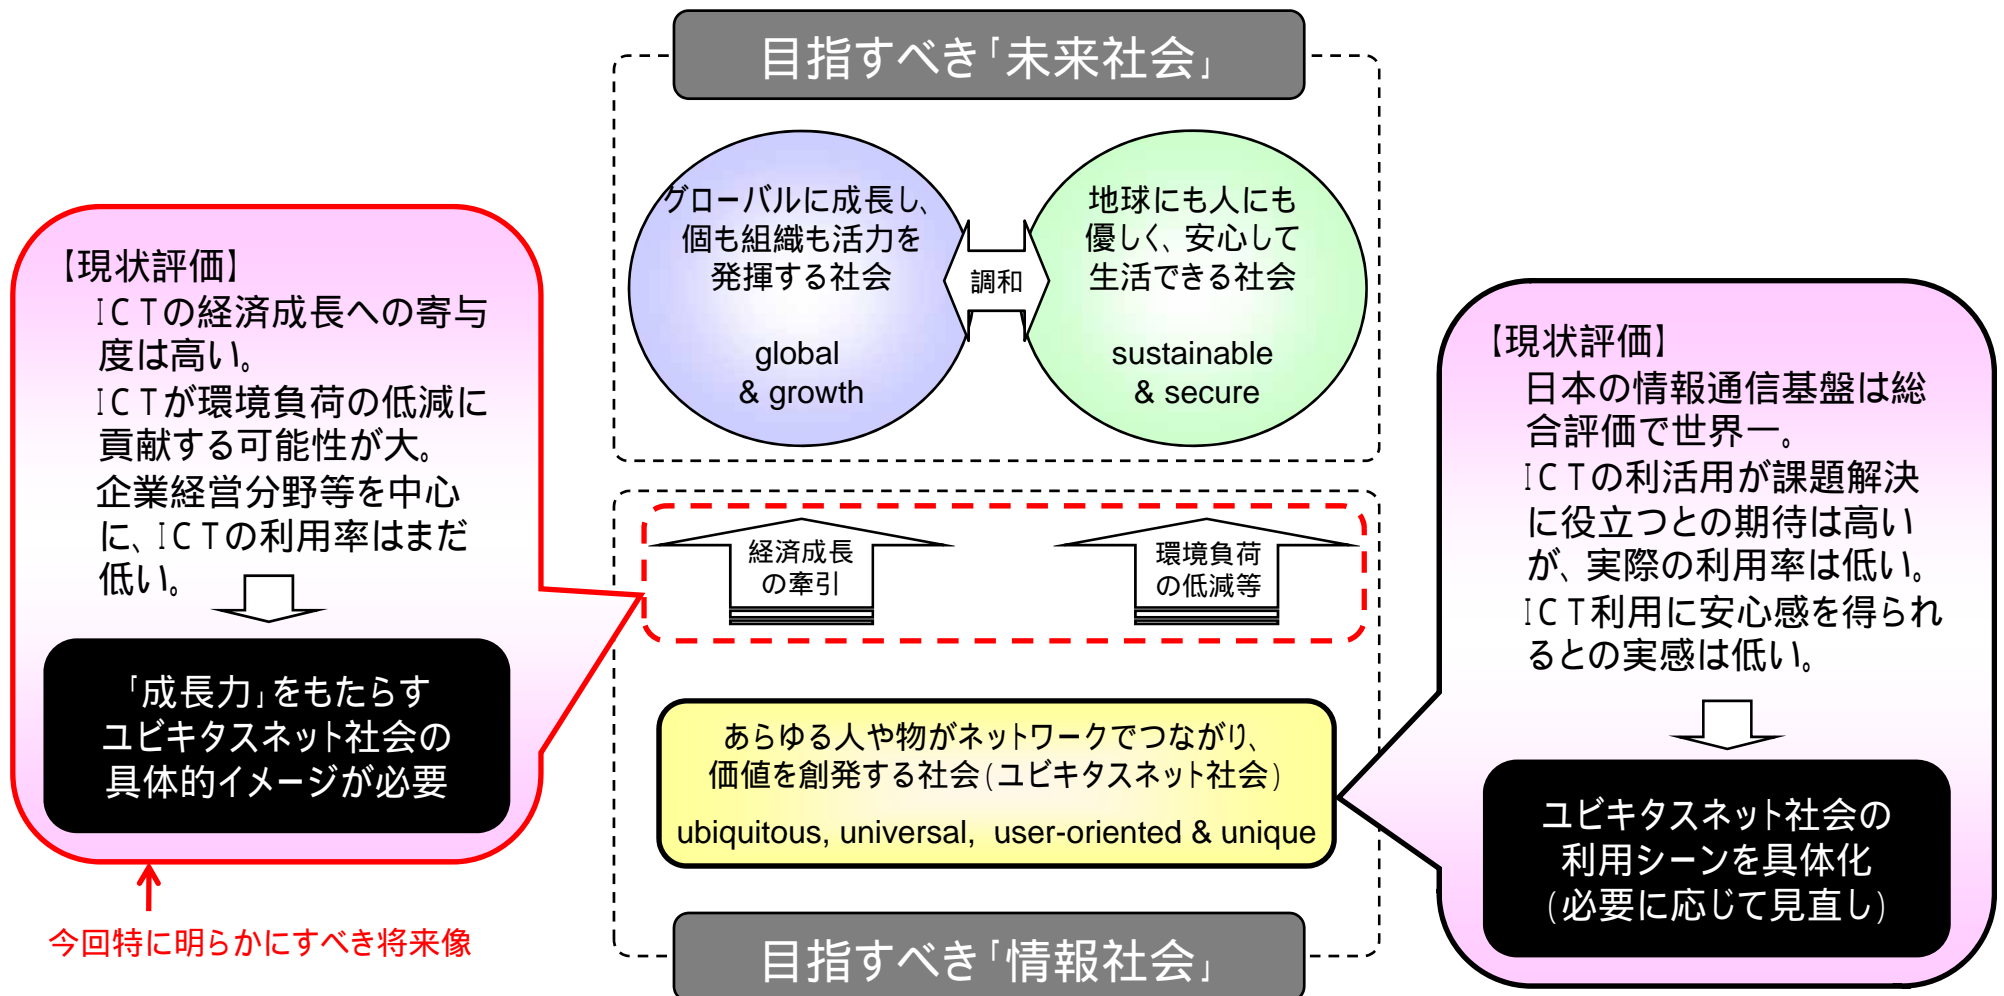 目指すべき「未来社会」
グローバルに成長し、
個も組織も活力を
発揮する社会
global
& growth
調和
地球にも人にも
優しく、安心して
生活できる社会
sustainable
& secure
【現状評価】
ICTの経済成長への寄与
度は高い。
ICTが環境負荷の低減に
貢献する可能性が大。
企業経営分野等を中心
に、ICTの利用率はまだ
低い。
「成長力」をもたらす
ユビキタスネット社会の
具体的イメージが必要
今回特に明らかにすべき将来像
経済成長
の牽引
環境負荷
の低減等
あらゆる人や物がネットワークでつながり、
価値を創発する社会(ユビキタスネット社会)
ubiquitous, universal, user-oriented & unique
目指すべき「情報社会」
【現状評価】
日本の情報通信基盤は総
合評価で世界一。
ICTの利活用が課題解決
に役立つとの期待は高い
が、実際の利用率は低い。
ICT利用に安心感を得られ
るとの実感は低い。
ユビキタスネット社会の
利用シーンを具体化
(必要に応じて見直し)